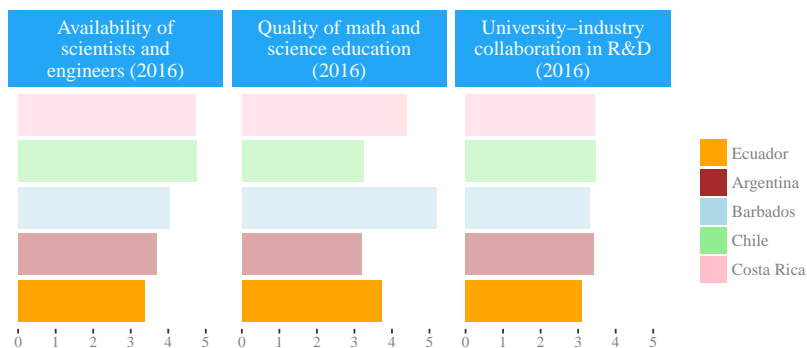 Availability of
scientists and
engineers (2016)
Quality of math and
science education
(2016)
University−industry
collaboration in R&D
(2016)
Ecuador
Argentina
Barbados
Chile
Costa Rica
0 1 2 3 4 5
0 1 2 3 4 5
0 1 2 3 4 5